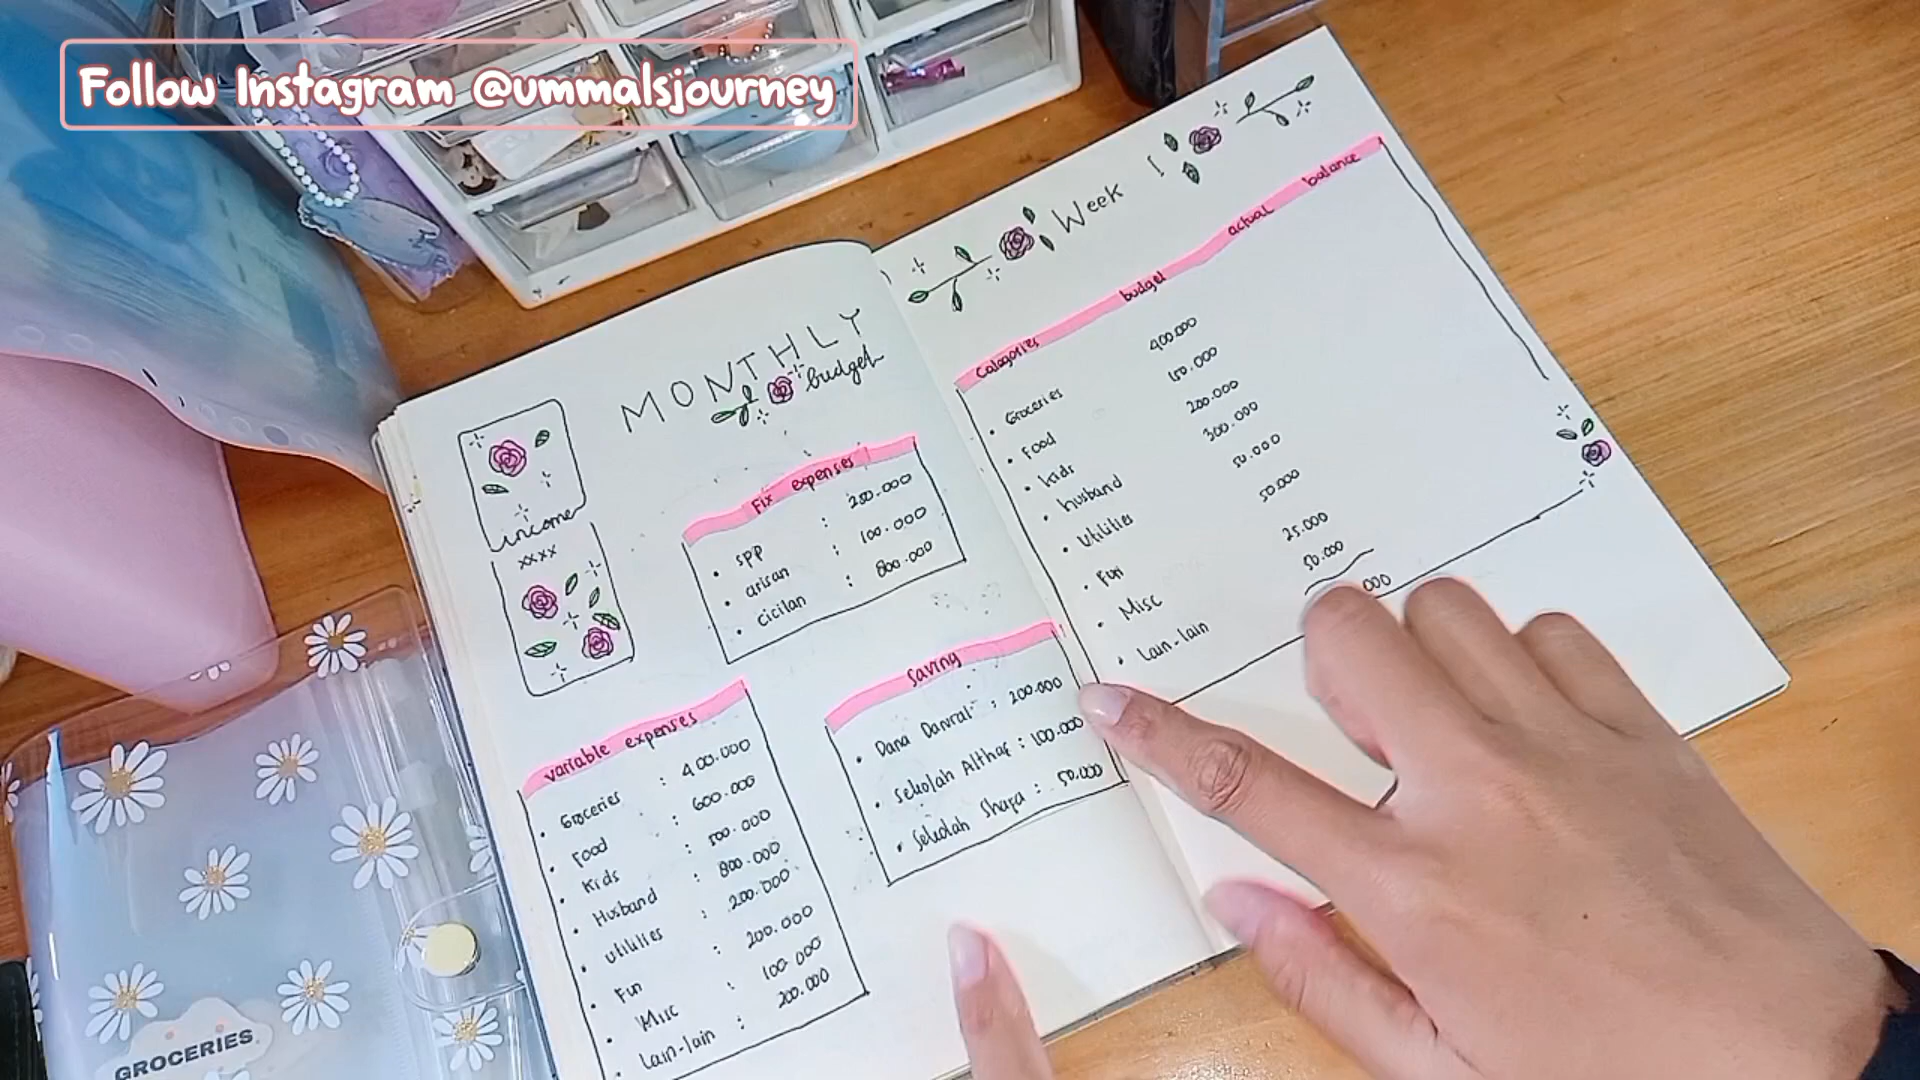 Follow Instagram @ummalsjourney
MONTHLY
budget
income
xxxx
Fix expenses
• spp : 250.000
• arisan : 100.000
• cicilan : 800.000
variable expenses
• Groceries : 400.000
• Food : 600.000
• Kids : 500.000
• Husband : 800.000
• utilities : 200.000
• Fun : 200.000
• Misc : 100.000
• Lain-lain : 200.000
Saving
• Dana Darurat : 200.000
• Sekolah Althaf : 100.000
• Sekolah Shafa : 50.000
Week 1
Categories budget actual balance
• Groceries 400.000
• Food 150.000
• kids 200.000
• husband 300.000
• Utilities 50.000
• Fun 50.000
• Misc 25.000
• Lain-lain 50.000
000
GROCERIES